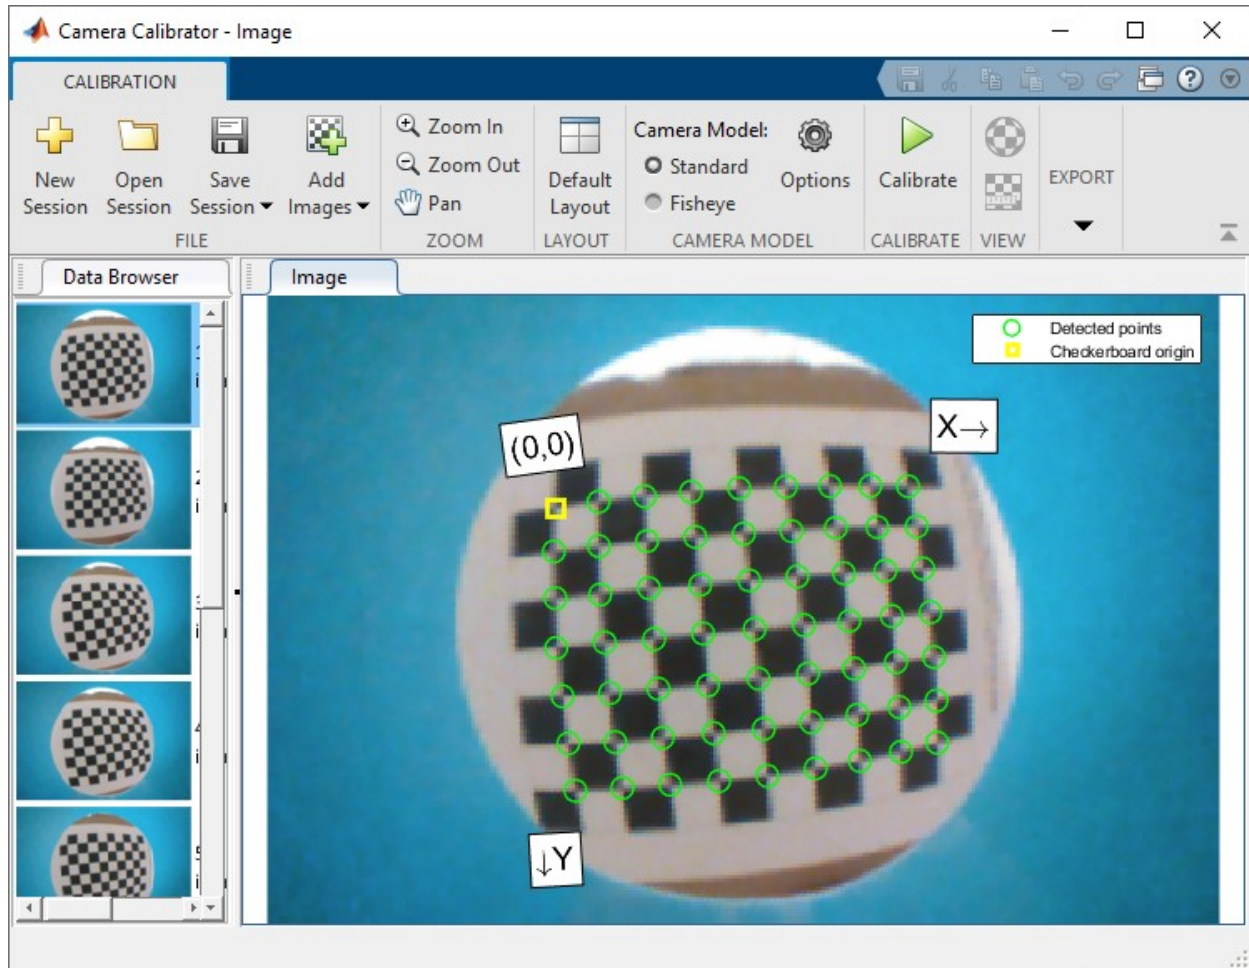 Camera Calibrator - Image
CALIBRATION
New Session
Open Session
Save Session
Add Images
FILE
Zoom In
Zoom Out
Pan
ZOOM
Default Layout
LAYOUT
Camera Model:
Standard
Fisheye
Options
CAMERA MODEL
Calibrate
CALIBRATE
VIEW
EXPORT
Data Browser
Image
Detected points
Checkerboard origin
(0,0)
X→
↓Y